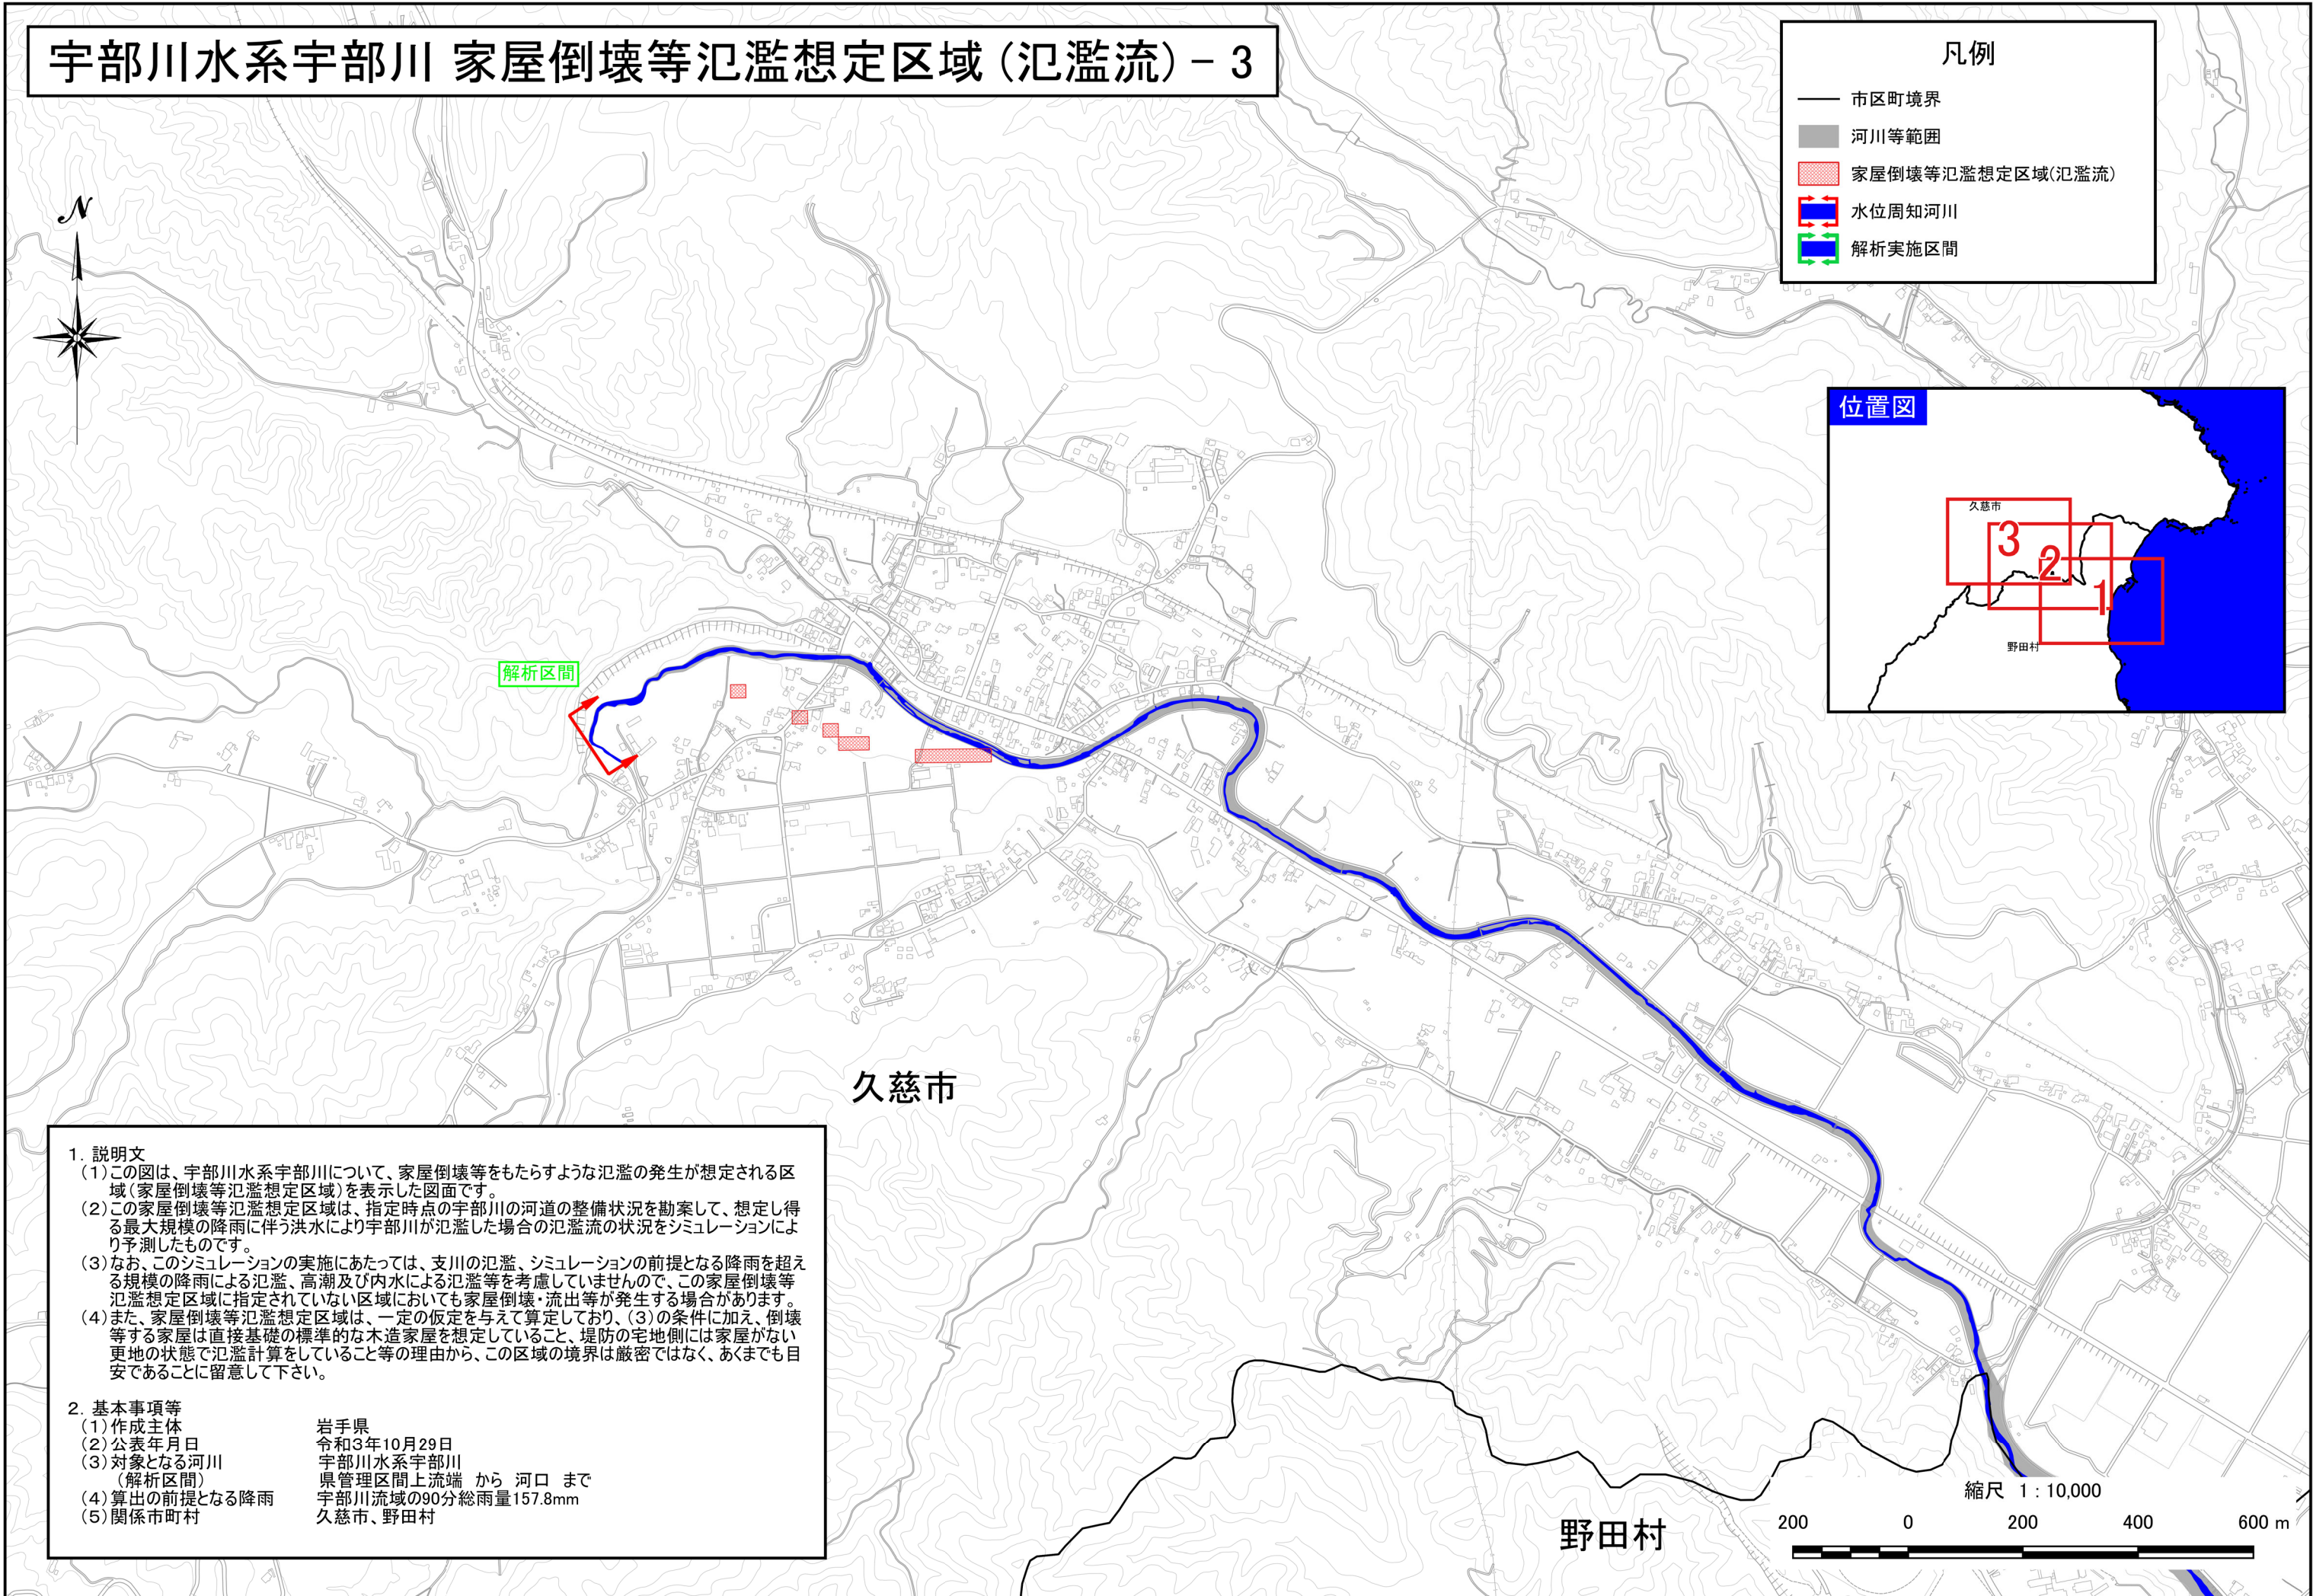 宇部川水系宇部川 家屋倒壊等氾濫想定区域（氾濫流）－３
凡例
市区町境界
河川等範囲
家屋倒壊等氾濫想定区域(氾濫流)
水位周知河川
解析実施区間
N
位置図
久慈市
3
2
1
野田村
解析区間
久慈市
1. 説明文
（1）この図は、宇部川水系宇部川について、家屋倒壊等をもたらすような氾濫の発生が想定される区
域（家屋倒壊等氾濫想定区域）を表示した図面です。
（2）この家屋倒壊等氾濫想定区域は、指定時点の宇部川の河道の整備状況を勘案して、想定し得
る最大規模の降雨に伴う洪水により宇部川が氾濫した場合の氾濫流の状況をシミュレーションによ
り予測したものです。
（3）なお、このシミュレーションの実施にあたっては、支川の氾濫、シミュレーションの前提となる降雨を超え
る規模の降雨による氾濫、高潮及び内水による氾濫等を考慮していませんので、この家屋倒壊等
氾濫想定区域に指定されていない区域においても家屋倒壊・流出等が発生する場合があります。
（4）また、家屋倒壊等氾濫想定区域は、一定の仮定を与えて算定しており、（3）の条件に加え、倒壊
等する家屋は直接基礎の標準的な木造家屋を想定していること、堤防の宅地側には家屋がない
更地の状態で氾濫計算をしていること等の理由から、この区域の境界は厳密ではなく、あくまでも目
安であることに留意して下さい。
2. 基本事項等
（1）作成主体 岩手県
（2）公表年月日 令和3年10月29日
（3）対象となる河川 宇部川水系宇部川
（解析区間） 県管理区間上流端 から 河口 まで
（4）算出の前提となる降雨 宇部川流域の90分総雨量157.8mm
（5）関係市町村 久慈市、野田村
野田村
縮尺 1：10,000
200 0 200 400 600 m